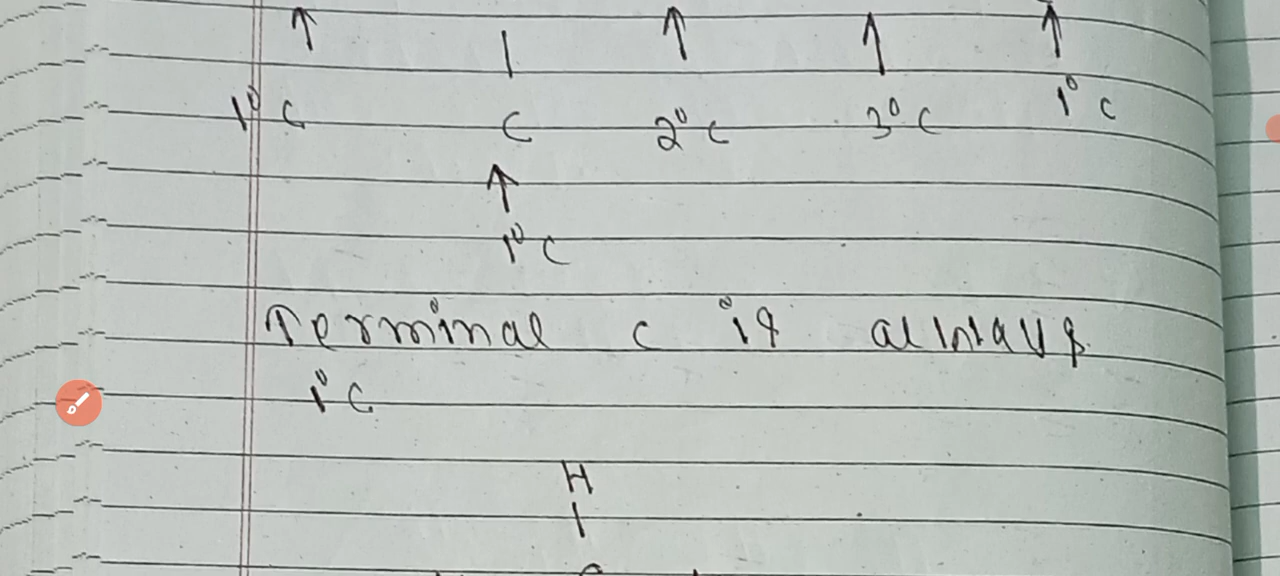 ↑ | ↑ ↑ ↑
1° C C 2° C 3° C 1° C
↑
1° C
Terminal C is always
1° C
H
|